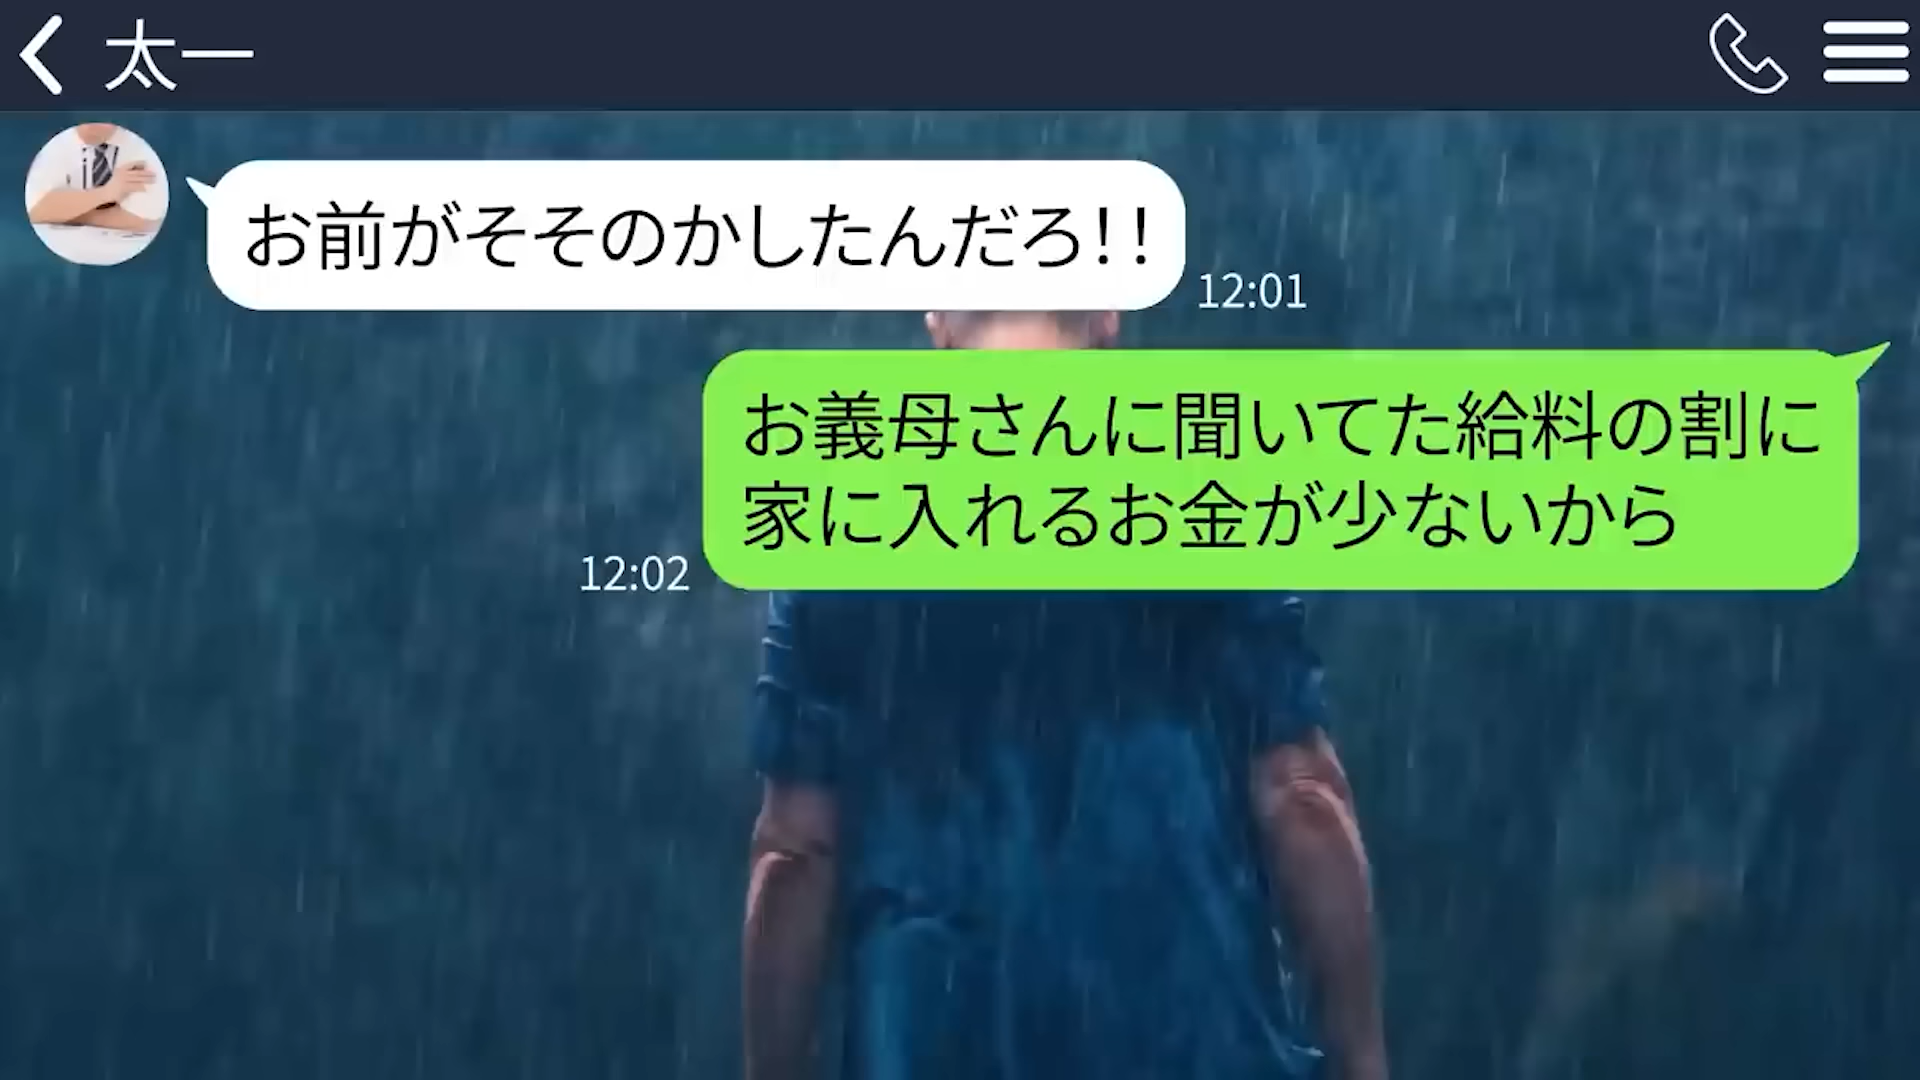 太一
お前がそそのかしたんだろ！！
12:01
お義母さんに聞いてた給料の割に
家に入れるお金が少ないから
12:02